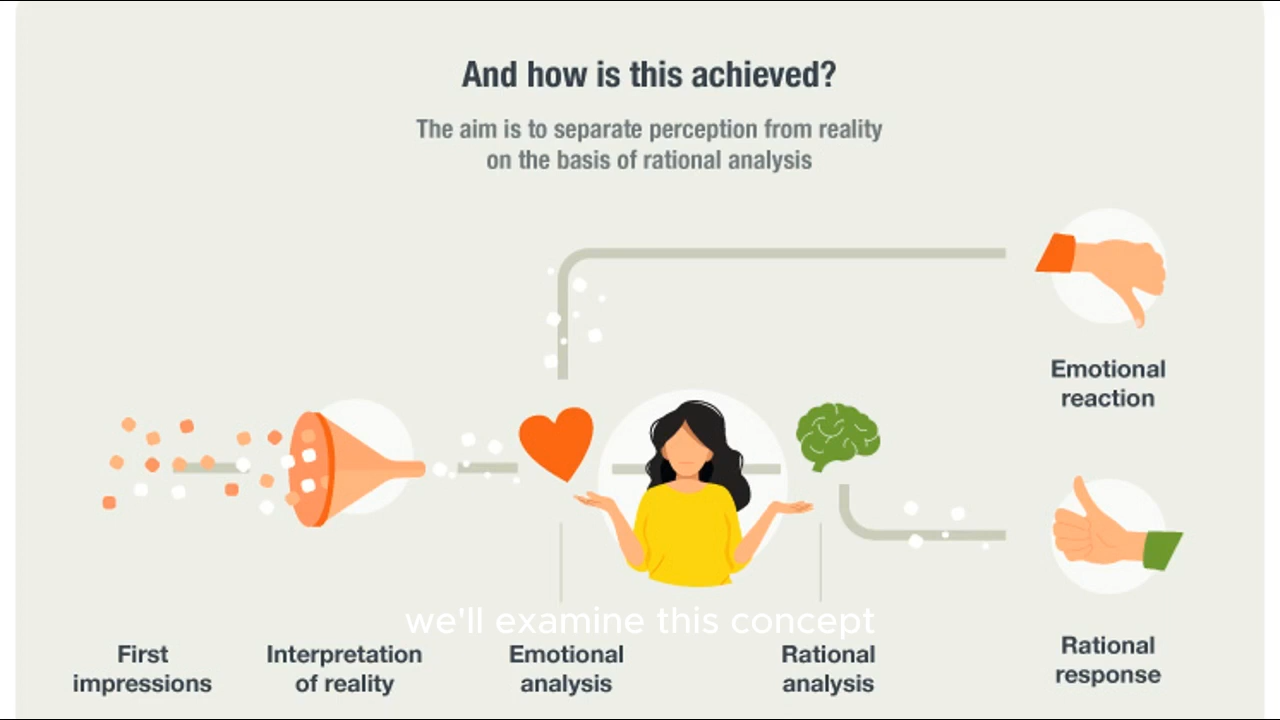 And how is this achieved?
The aim is to separate perception from reality
on the basis of rational analysis
Emotional
reaction
we'll examine this concept
First
impressions
Interpretation
of reality
Emotional
analysis
Rational
analysis
Rational
response